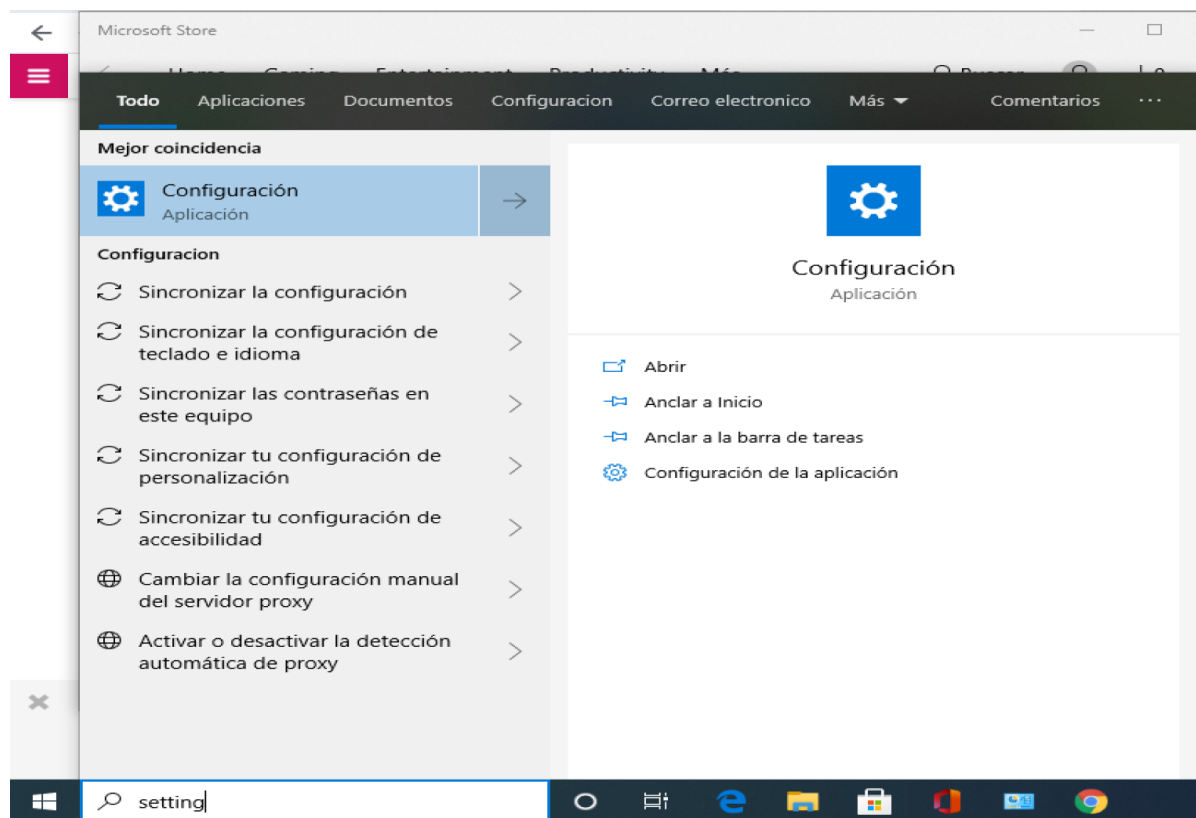 Microsoft Store
Todo Aplicaciones Documentos Configuracion Correo electronico Más Comentarios ...
Mejor coincidencia
Configuración
Aplicación
Configuracion
Sincronizar la configuración
Sincronizar la configuración de
teclado e idioma
Sincronizar las contraseñas en
este equipo
Sincronizar tu configuración de
personalización
Sincronizar tu configuración de
accesibilidad
Cambiar la configuración manual
del servidor proxy
Activar o desactivar la detección
automática de proxy
Configuración
Aplicación
Abrir
Anclar a Inicio
Anclar a la barra de tareas
Configuración de la aplicación
setting